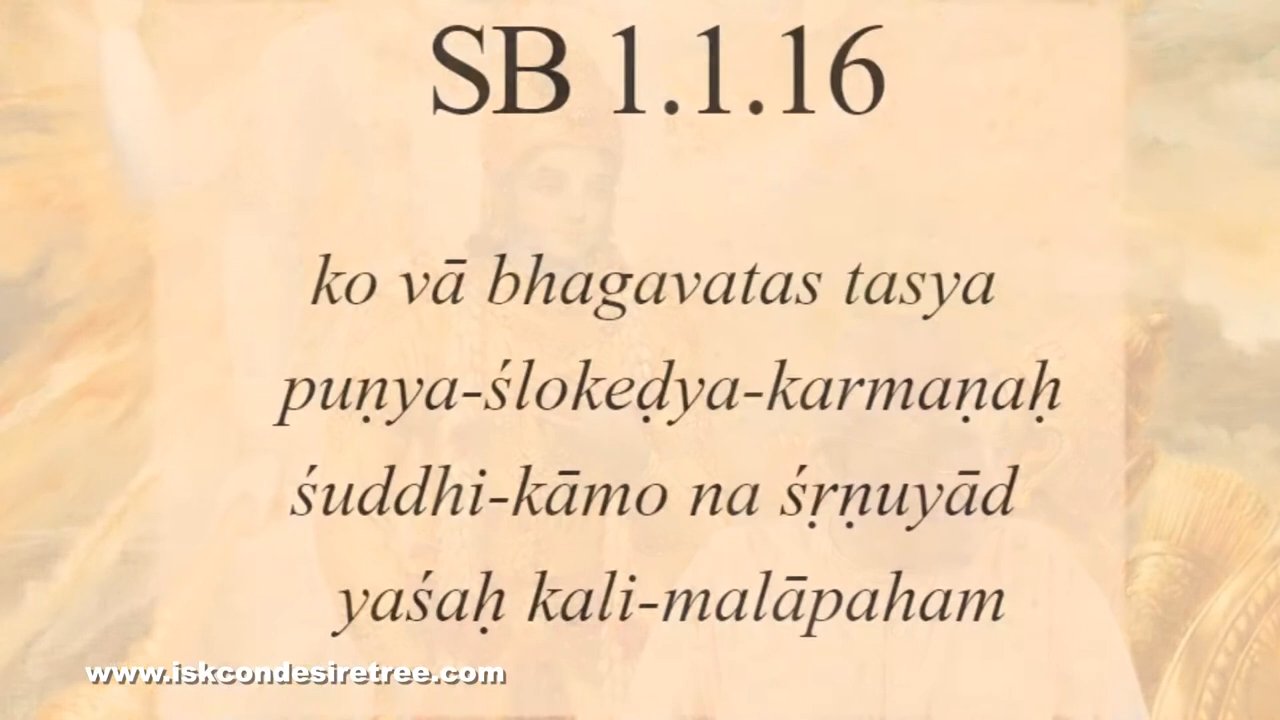 SB 1.1.16
ko vā bhagavatas tasya
puṇya-ślokeḍya-karmaṇaḥ
śuddhi-kāmo na śṛṇuyād
yaśaḥ kali-malāpaham
www.iskcondesiretree.com